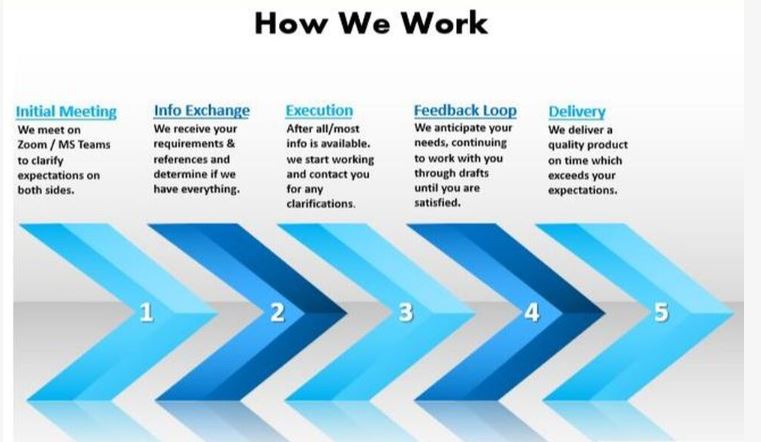 How We Work
Initial Meeting
We meet on
Zoom / MS Teams
to clarify
expectations on
both sides.
Info Exchange
We receive your
requirements &
references and
determine if we
have everything.
Execution
After all/most
info is available.
we start working
and contact you
for any
clarifications.
Feedback Loop
We anticipate your
needs, continuing
to work with you
through drafts
until you are
satisfied.
Delivery
We deliver a
quality product
on time which
exceeds your
expectations.
1
2
3
4
5